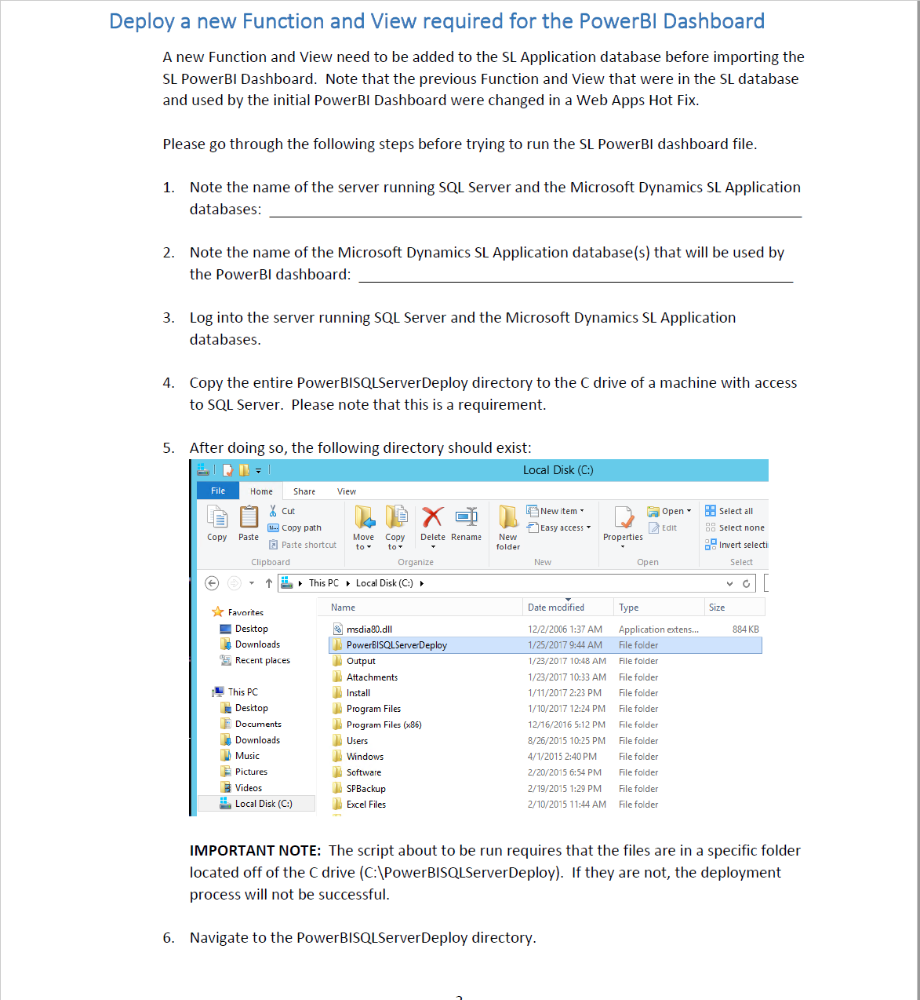 Deploy a new Function and View required for the PowerBI Dashboard
A new Function and View need to be added to the SL Application database before importing the
SL PowerBI Dashboard.  Note that the previous Function and View that were in the SL database
and used by the initial PowerBI Dashboard were changed in a Web Apps Hot Fix.
Please go through the following steps before trying to run the SL PowerBI dashboard file.
1. Note the name of the server running SQL Server and the Microsoft Dynamics SL Application
databases:
2. Note the name of the Microsoft Dynamics SL Application database(s) that will be used by
the PowerBI dashboard:
3. Log into the server running SQL Server and the Microsoft Dynamics SL Application
databases.
4. Copy the entire PowerBISQLServerDeploy directory to the C drive of a machine with access
to SQL Server.  Please note that this is a requirement.
5. After doing so, the following directory should exist:
Local Disk (C:)
File Home Share View
Copy
Paste
Cut
Copy path
Paste shortcut
Clipboard
Move to
Copy to
Delete
Rename
Organize
New folder
New item
Easy access
New
Properties
Open
Edit
Open
Select all
Select none
Invert selecti
Select
This PC Local Disk (C:)
Favorites
Desktop
Downloads
Recent places
This PC
Desktop
Documents
Downloads
Music
Pictures
Videos
Local Disk (C:)
Name Date modified Type Size
msdia80.dll 12/2/2006 1:37 AM Application extens... 884 KB
PowerBISQLServerDeploy 1/25/2017 9:44 AM File folder
Output 1/23/2017 10:48 AM File folder
Attachments 1/23/2017 10:33 AM File folder
Install 1/11/2017 2:23 PM File folder
Program Files 1/10/2017 12:24 PM File folder
Program Files (x86) 12/16/2016 5:12 PM File folder
Users 8/26/2015 10:25 PM File folder
Windows 4/1/2015 2:40 PM File folder
Software 2/20/2015 6:54 PM File folder
SPBackup 2/19/2015 1:29 PM File folder
Excel Files 2/10/2015 11:44 AM File folder
IMPORTANT NOTE:  The script about to be run requires that the files are in a specific folder
located off of the C drive (C:\PowerBISQLServerDeploy).  If they are not, the deployment
process will not be successful.
6. Navigate to the PowerBISQLServerDeploy directory.